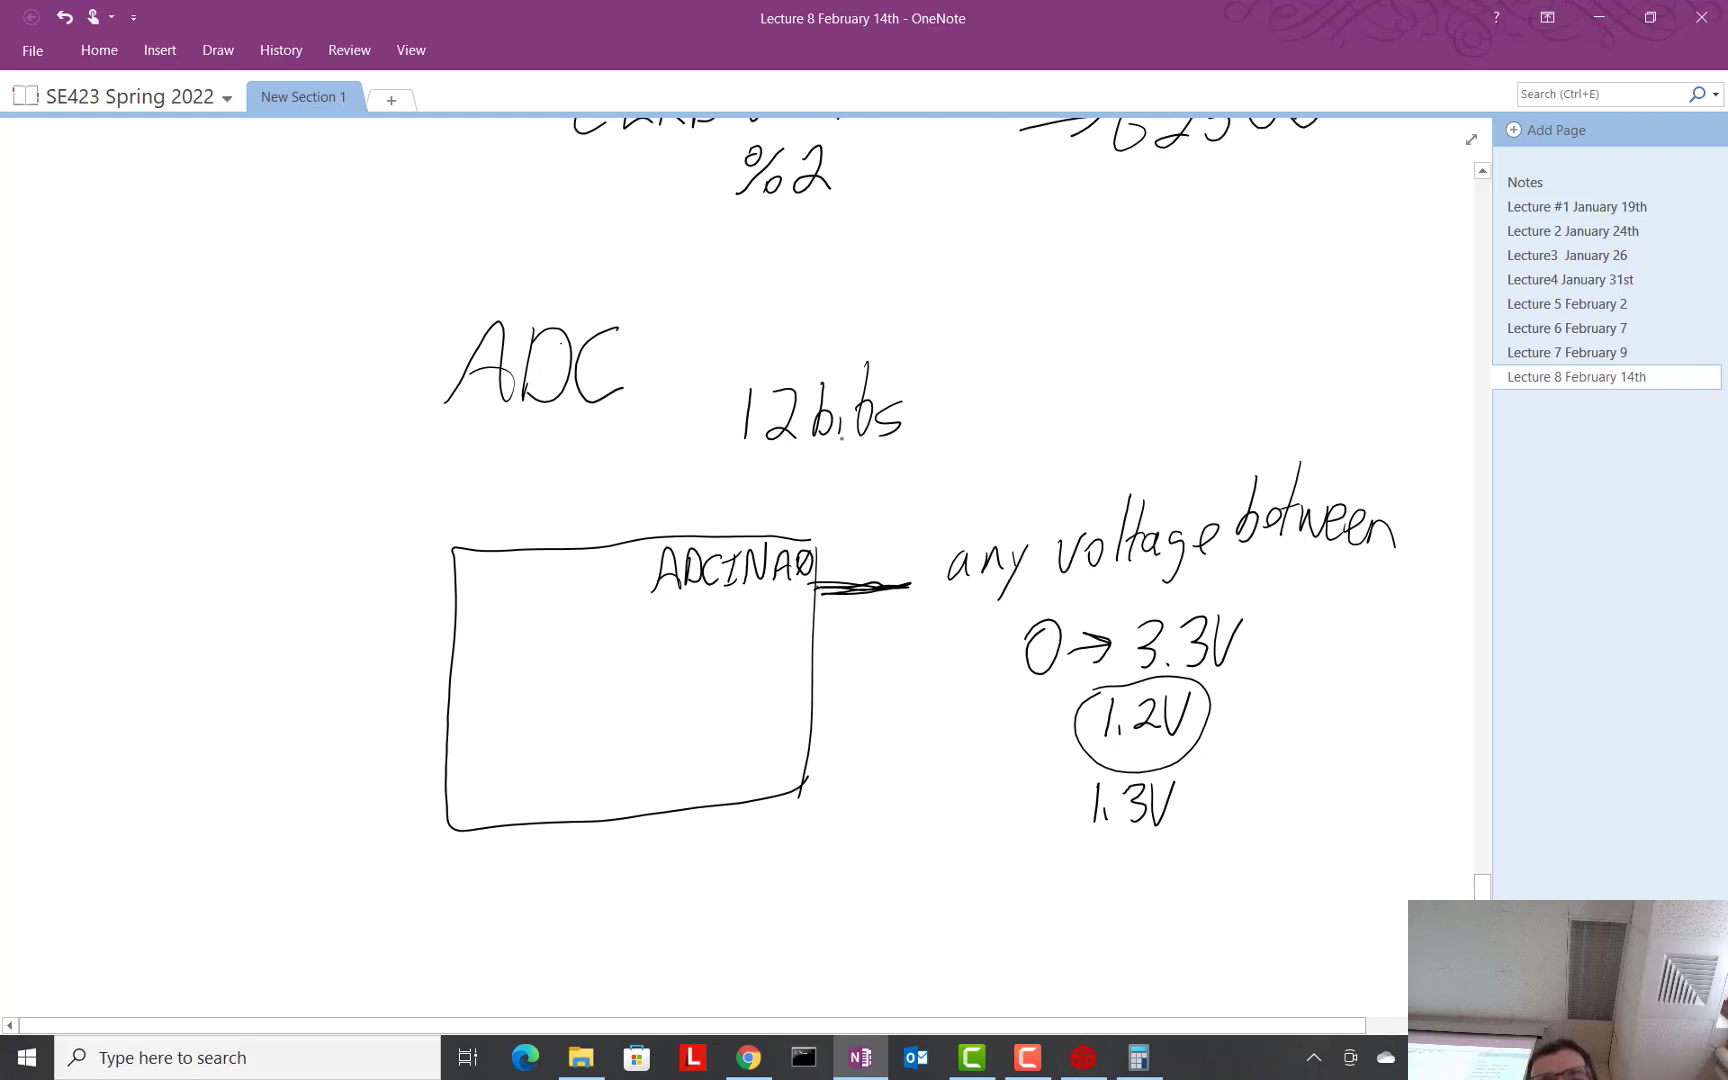 Lecture 8 February 14th - OneNote
?
File
Home
Insert
Draw
History
Review
View
SE423 Spring 2022
New Section 1
+
Search (Ctrl+E)
Add Page
Notes
Lecture #1 January 19th
Lecture 2 January 24th
Lecture3 January 26
Lecture4 January 31st
Lecture 5 February 2
Lecture 6 February 7
Lecture 7 February 9
Lecture 8 February 14th
%2
ADC
12bits
ADCINA0
any voltage between
0 → 3.3V
1.2V
1.3V
Type here to search